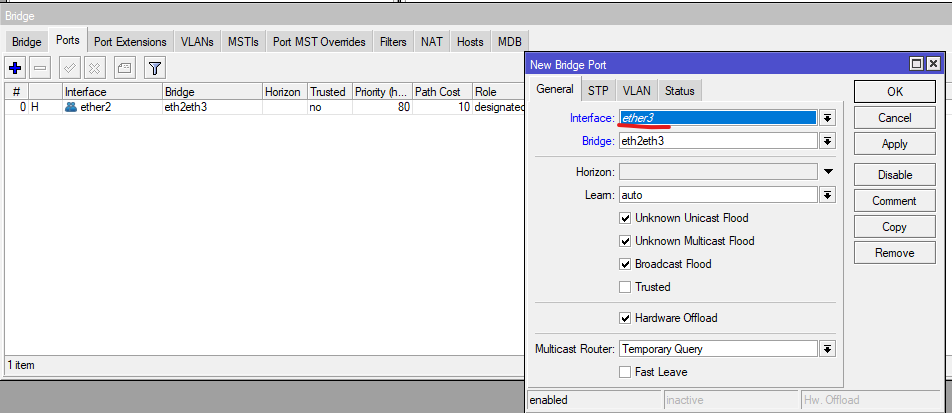 Bridge
Bridge Ports Port Extensions VLANs MSTIs Port MST Overrides Filters NAT Hosts MDB
# Interface Bridge Horizon Trusted Priority (h... Path Cost Role
0 H ether2 eth2eth3 no 80 10 designated
1 item
New Bridge Port
General STP VLAN Status
Interface: ether3
Bridge: eth2eth3
Horizon:
Learn: auto
Unknown Unicast Flood
Unknown Multicast Flood
Broadcast Flood
Trusted
Hardware Offload
Multicast Router: Temporary Query
Fast Leave
OK
Cancel
Apply
Disable
Comment
Copy
Remove
enabled inactive Hw. Offload